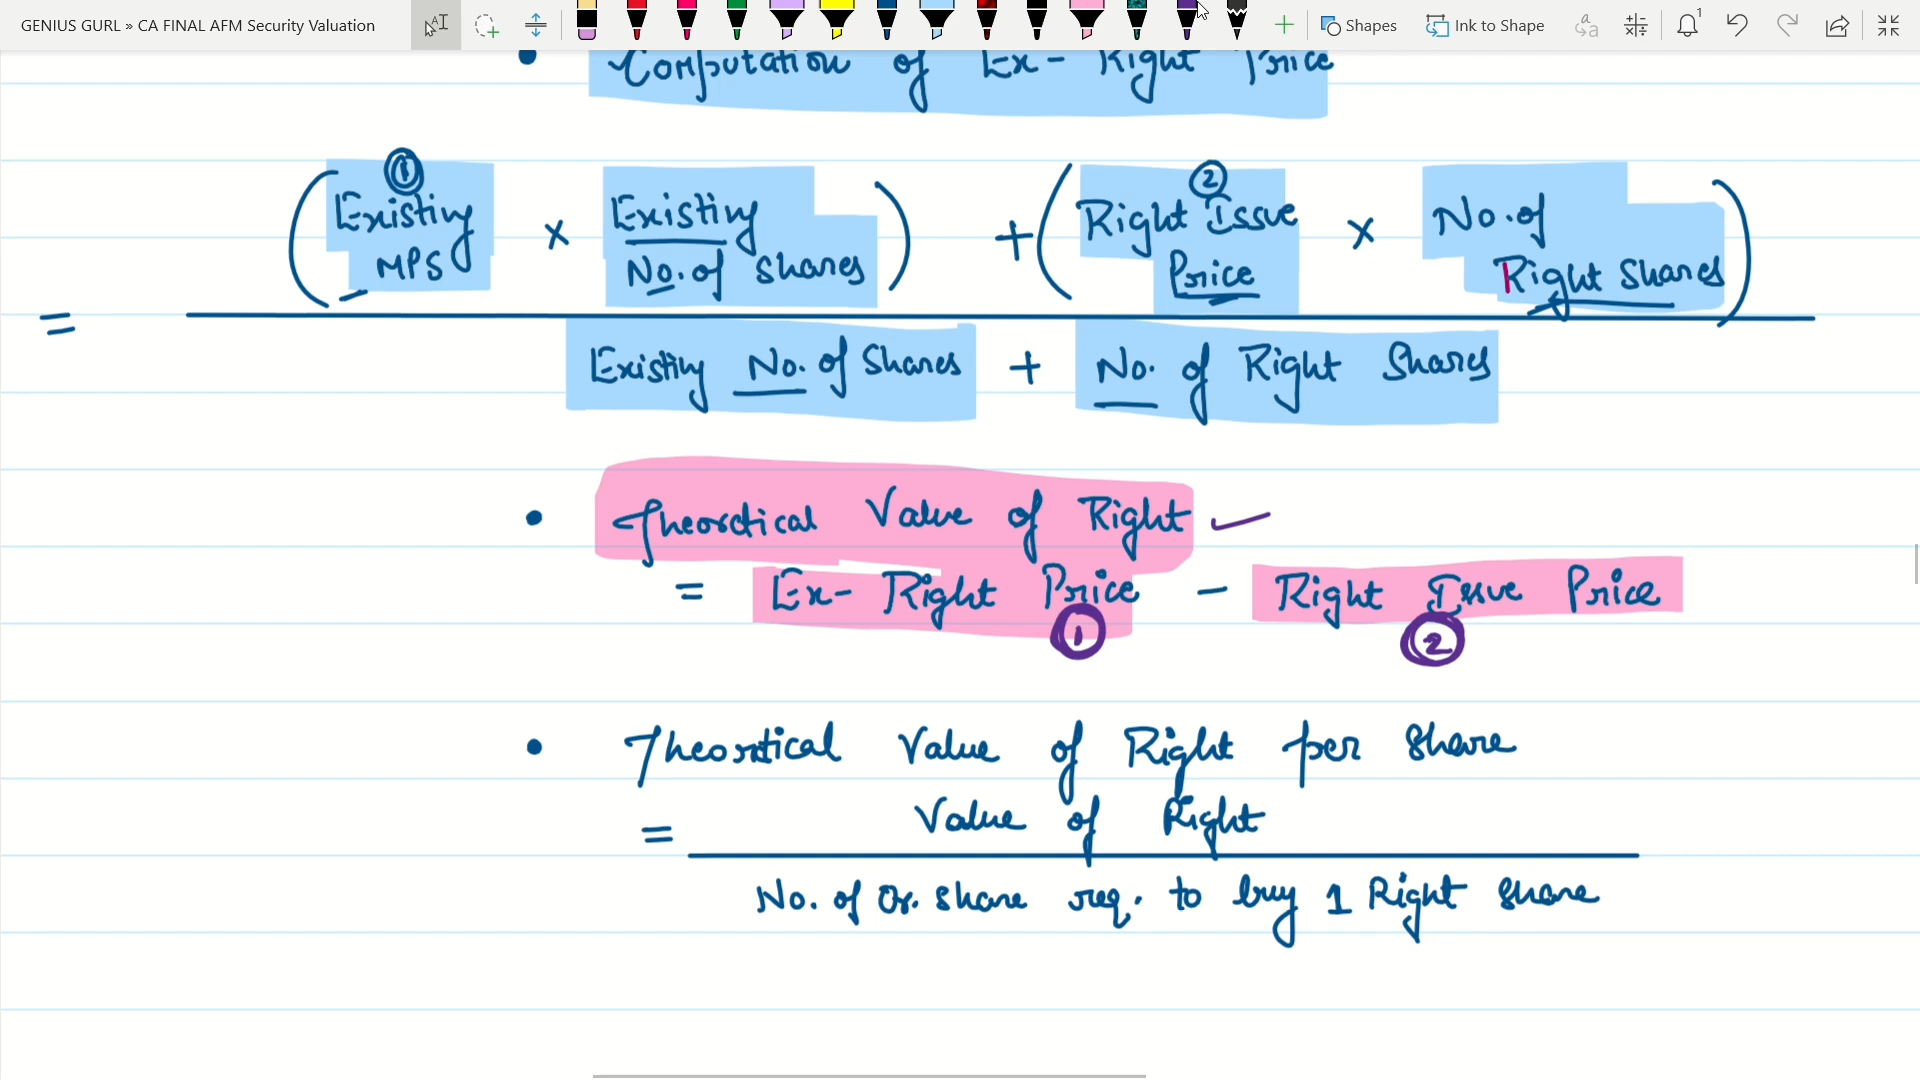 GENIUS GURL » CA FINAL AFM Security Valuation
Shapes Ink to Shape 1
• Computation of Ex- Right Price
① ②
= (Existing MPS × Existing No. of Shares) + (Right Issue Price × No. of Right Shares)
Existing No. of Shares + No. of Right Shares
• Theoretical Value of Right
= Ex- Right Price - Right Issue Price
① ②
• Theoretical Value of Right per Share
= Value of Right
No. of Or. Share req. to buy 1 Right Share